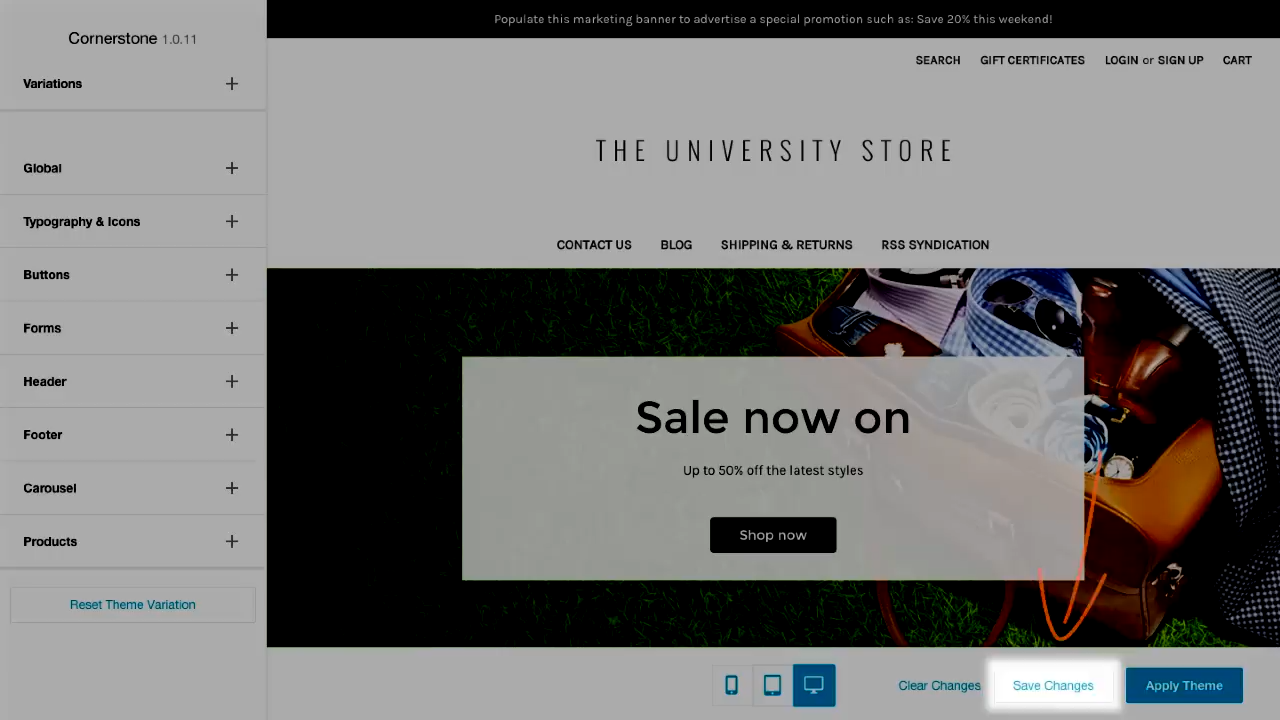 Cornerstone 1.0.11
Variations
Global
Typography & Icons
Buttons
Forms
Header
Footer
Carousel
Products
Reset Theme Variation
Populate this marketing banner to advertise a special promotion such as: Save 20% this weekend!
SEARCH GIFT CERTIFICATES LOGIN or SIGN UP CART
THE UNIVERSITY STORE
CONTACT US BLOG SHIPPING & RETURNS RSS SYNDICATION
Sale now on
Up to 50% off the latest styles
Shop now
Clear Changes Save Changes Apply Theme